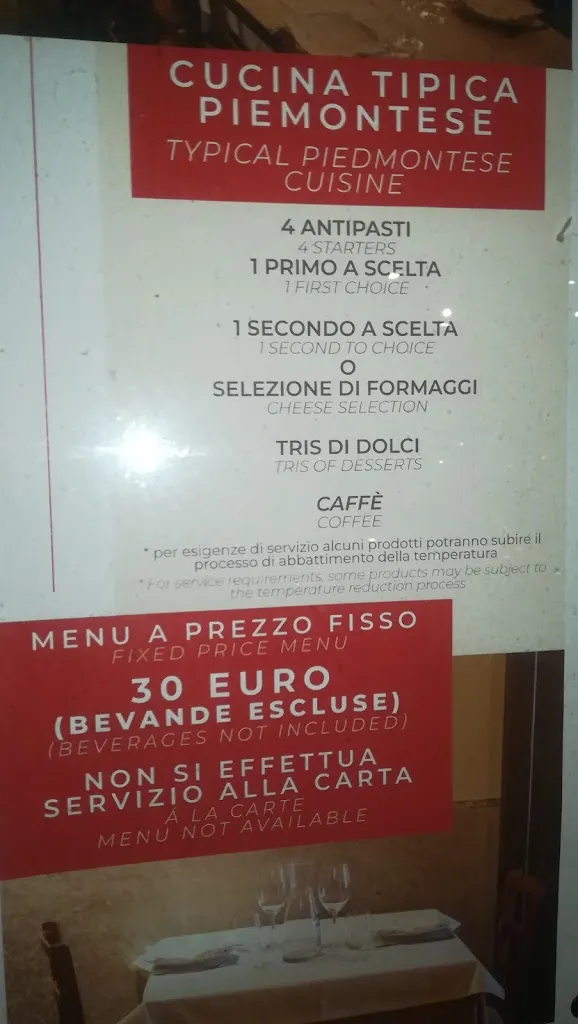 CUCINA TIPICA
PIEMONTESE
TYPICAL PIEDMONTESE
CUISINE
4 ANTIPASTI
4 STARTERS
1 PRIMO A SCELTA
1 FIRST CHOICE
1 SECONDO A SCELTA
1 SECOND TO CHOICE
O
SELEZIONE DI FORMAGGI
CHEESE SELECTION
TRIS DI DOLCI
TRIS OF DESSERTS
CAFFÈ
COFFEE
* per esigenze di servizio alcuni prodotti potranno subire il
processo di abbattimento della temperatura
* For service requirements, some products may be subject to
the temperature reduction process
MENU A PREZZO FISSO
FIXED PRICE MENU
30 EURO
(BEVANDE ESCLUSE)
(BEVERAGES NOT INCLUDED)
NON SI EFFETTUA
SERVIZIO ALLA CARTA
Á LA CARTE
MENU NOT AVAILABLE